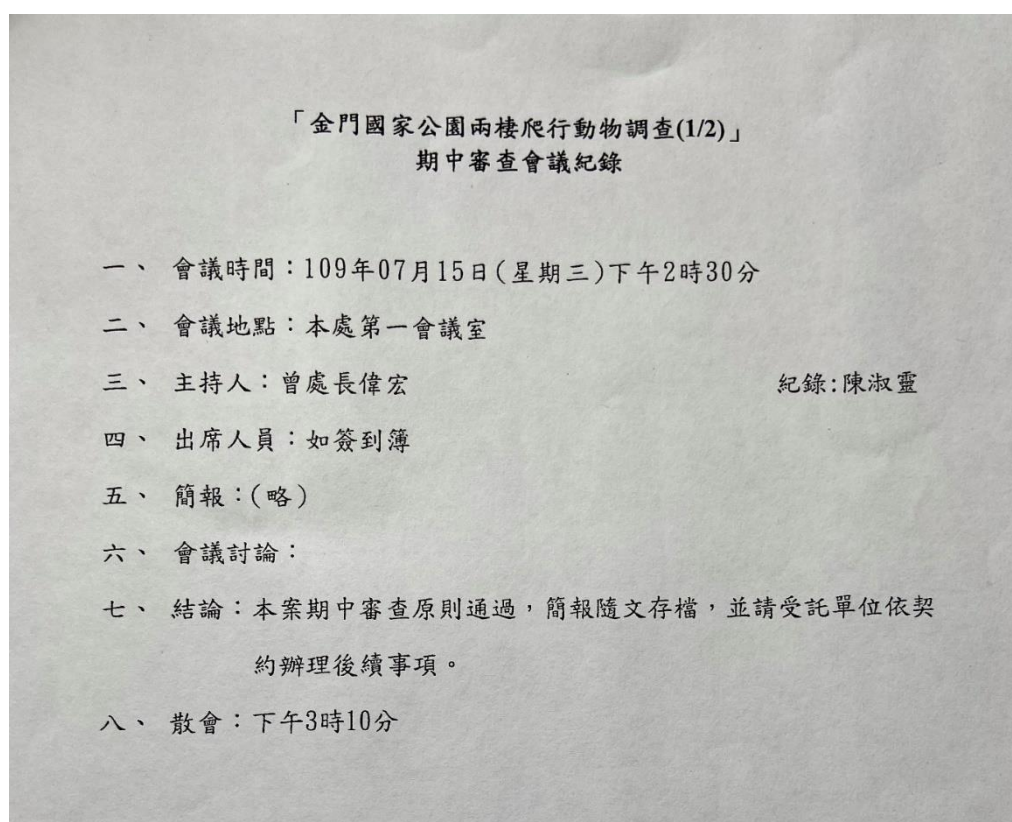 「金門國家公園兩棲爬行動物調查(1/2)」
期中審查會議紀錄
一、 會議時間：109年07月15日(星期三)下午2時30分
二、 會議地點：本處第一會議室
三、 主持人：曾處長偉宏 紀錄:陳淑靈
四、 出席人員：如簽到簿
五、 簡報：(略)
六、 會議討論：
七、 結論：本案期中審查原則通過，簡報隨文存檔，並請受託單位依契
約辦理後續事項。
八、 散會：下午3時10分